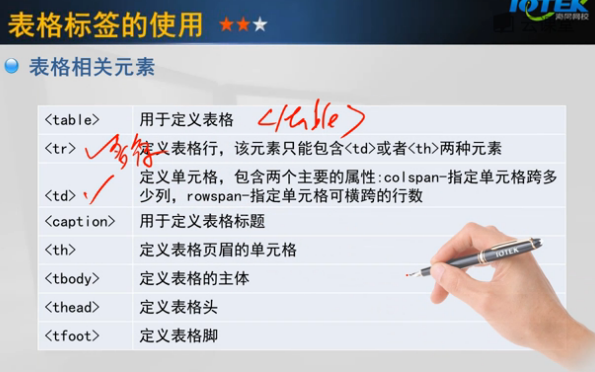 表格标签的使用
IOTEK
表格相关元素
<table> 用于定义表格 </table>
<tr> 定义表格行，该元素只能包含<td>或者<th>两种元素
定义单元格，包含两个主要的属性:colspan-指定单元格跨多
<td> 少列，rowspan-指定单元格可横跨的行数
<caption> 用于定义表格标题
<th> 定义表格页眉的单元格
IOTEK
<tbody> 定义表格的主体
<thead> 定义表格头
<tfoot> 定义表格脚